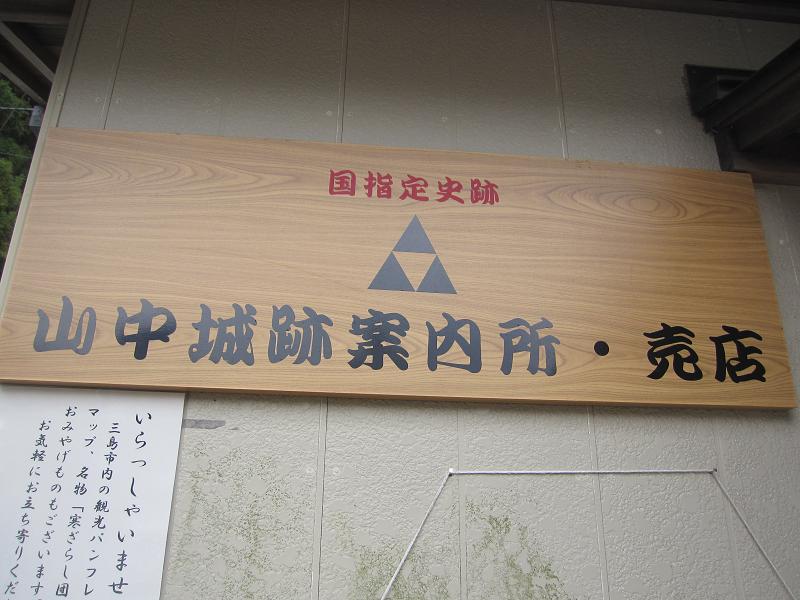 国指定史跡
山中城跡案内所・売店
いらっしゃいませ
三島市内の観光パンフレ
マップ、名物「寒ざらし団
おみやげものもございます
お気軽にお立ち寄りくだ